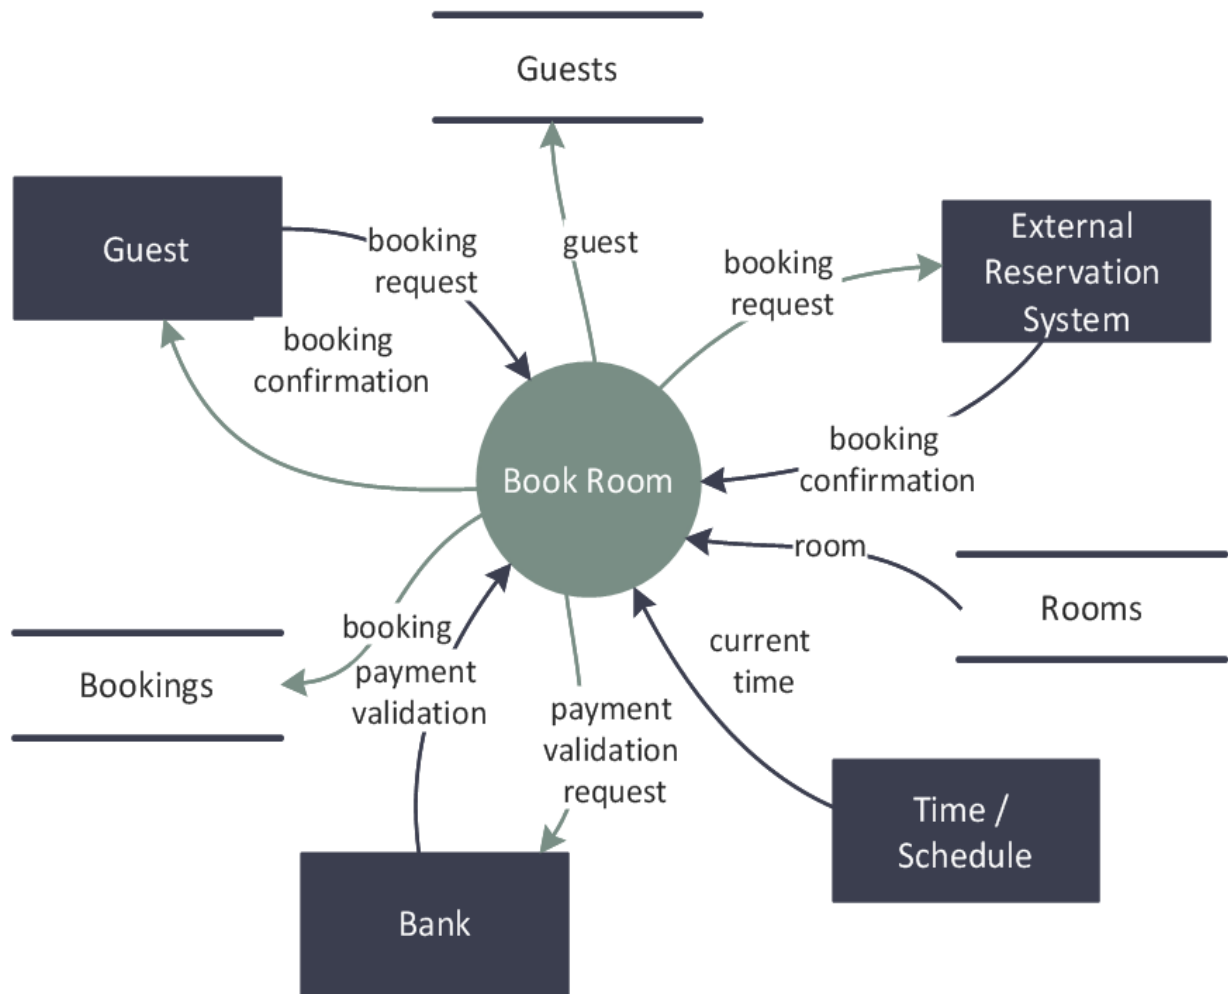 Guests
Guest
booking
request
guest
booking
request
External
Reservation
System
booking
confirmation
booking
confirmation
Book Room
room
Rooms
booking
Bookings
payment
validation
payment
validation
request
current
time
Time /
Schedule
Bank